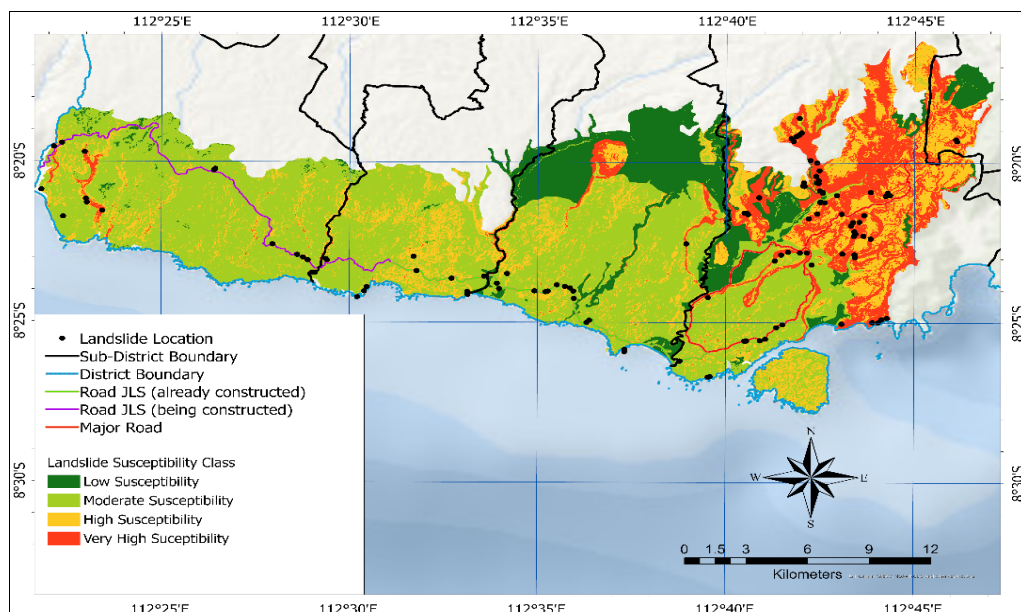 112°25'E 112°30'E 112°35'E 112°40'E 112°45'E
8°20'S 8°20'S
8°25'S 8°25'S
8°30'S 8°30'S
Landslide Location
Sub-District Boundary
District Boundary
Road JLS (already constructed)
Road JLS (being constructed)
Major Road
Landslide Susceptibility Class
Low Susceptibility
Moderate Susceptibility
High Susceptibility
Very High Suceptibility
N
W E
S
0 1.5 3 6 9 12
Kilometers
112°25'E 112°30'E 112°35'E 112°40'E 112°45'E